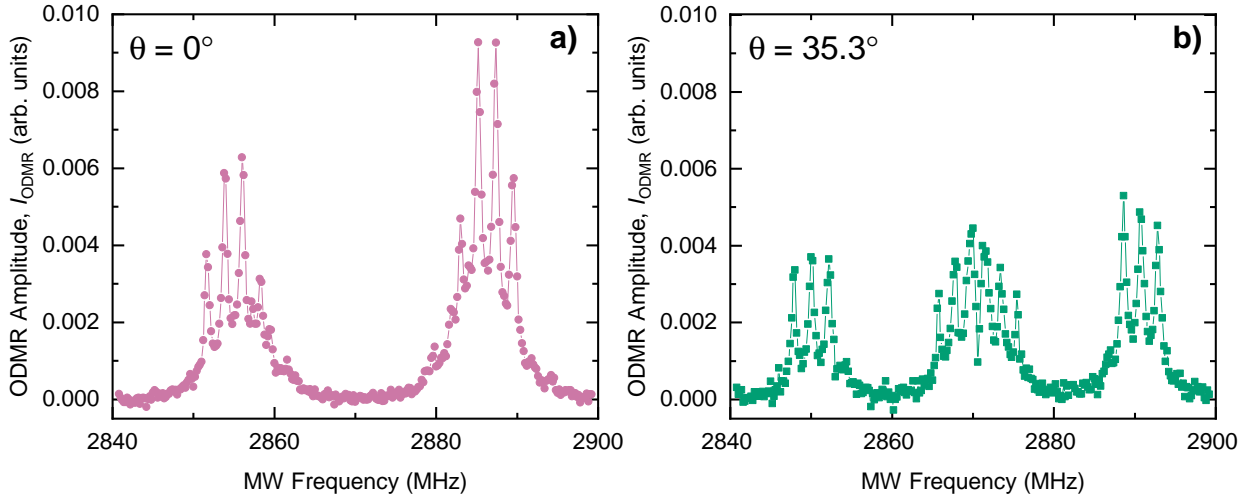 θ = 0°
a)
0.010
0.008
0.006
0.004
0.002
0.000
ODMR Amplitude, I_ODMR (arb. units)
2840 2860 2880 2900
MW Frequency (MHz)
θ = 35.3°
b)
0.010
0.008
0.006
0.004
0.002
0.000
ODMR Amplitude, I_ODMR (arb. units)
2840 2860 2880 2900
MW Frequency (MHz)